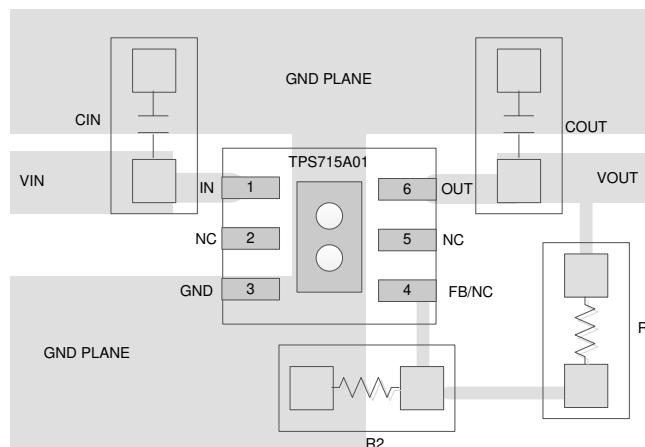 GND PLANE
CIN
COUT
TPS715A01
VIN
IN
1
6
OUT
VOUT
NC
2
5
NC
GND
3
4
FB/NC
GND PLANE
R2